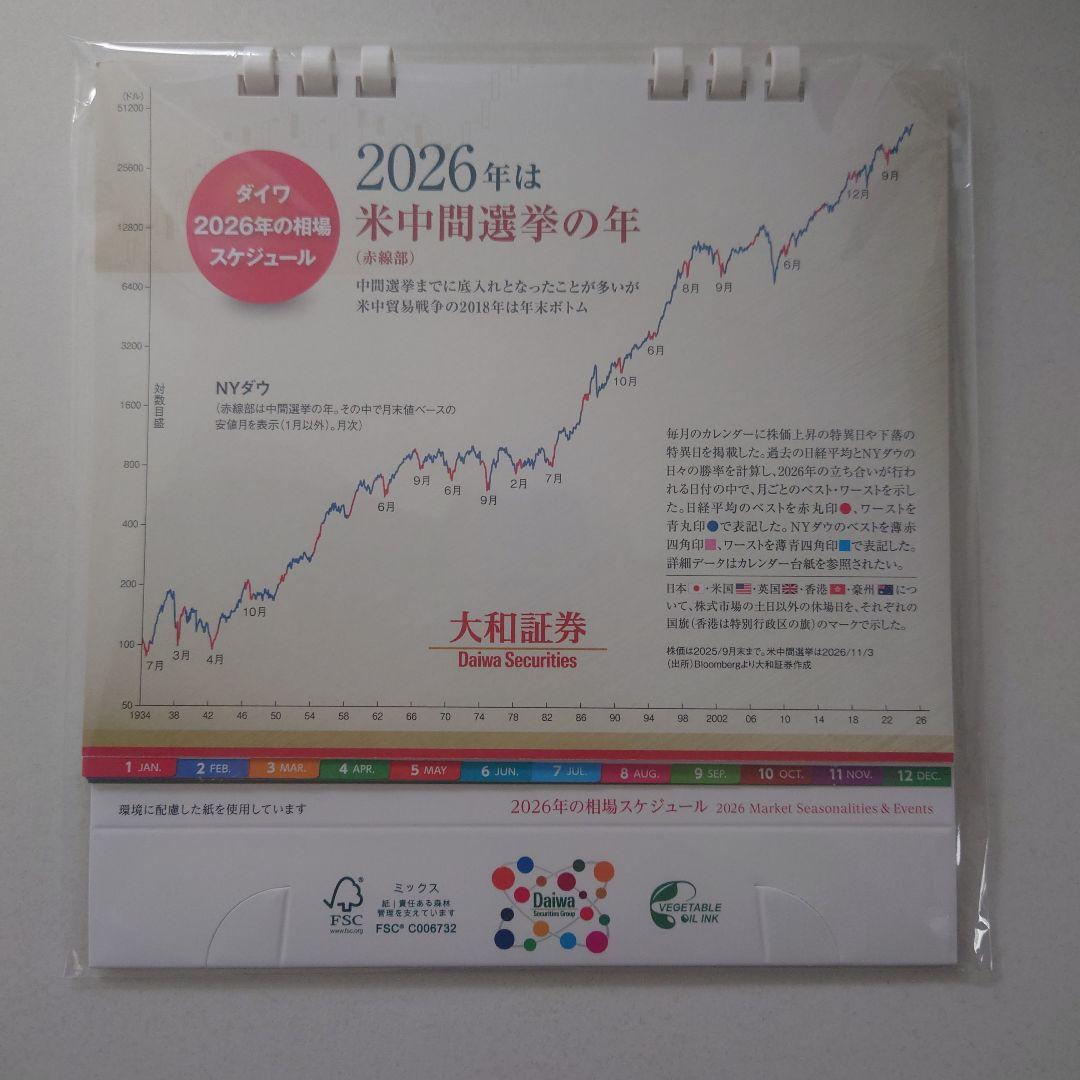 (ドル)
51200
25600
12800
6400
3200
1600
800
400
200
100
50
対数目盛
ダイワ
2026年の相場
スケジュール
2026年は
米中間選挙の年
(赤線部)
中間選挙までに底入れとなったことが多いが
米中貿易戦争の2018年は年末ボトム
NYダウ
(赤線部は中間選挙の年。その中で月末値ベースの
安値月を表示(1月以外)。月次)
7月
3月
4月
10月
6月
9月
6月
9月
2月
7月
10月
6月
8月
9月
6月
12月
9月
毎月のカレンダーに株価上昇の特異日や下落の
特異日を掲載した。過去の日経平均とNYダウの
日々の勝率を計算し、2026年の立ち合いが行わ
れる日付の中で、月ごとのベスト・ワーストを示し
た。日経平均のベストを赤丸印●、ワーストを
青丸印●で表記した。NYダウのベストを薄赤
四角印■、ワーストを薄青四角印■で表記した。
詳細データはカレンダー台紙を参照されたい。
日本・米国・英国・香港・豪州につ
いて、株式市場の土日以外の休場日を、それぞれの
国旗(香港は特別行政区の旗)のマークで示した。
株価は2025/9月末まで。米中間選挙は2026/11/3
(出所)Bloombergより大和証券作成
大和証券
Daiwa Securities
1934 38 42 46 50 54 58 62 66 70 74 78 82 86 90 94 98 2002 06 10 14 18 22 26
1 JAN. 2 FEB. 3 MAR. 4 APR. 5 MAY 6 JUN. 7 JUL. 8 AUG. 9 SEP. 10 OCT. 11 NOV. 12 DEC.
環境に配慮した紙を使用しています
2026年の相場スケジュール 2026 Market Seasonalities & Events
FSC
www.fsc.org
ミックス
紙|責任ある森林
管理を支えています
FSC® C006732
Daiwa
Securities Group
VEGETABLE
OIL INK